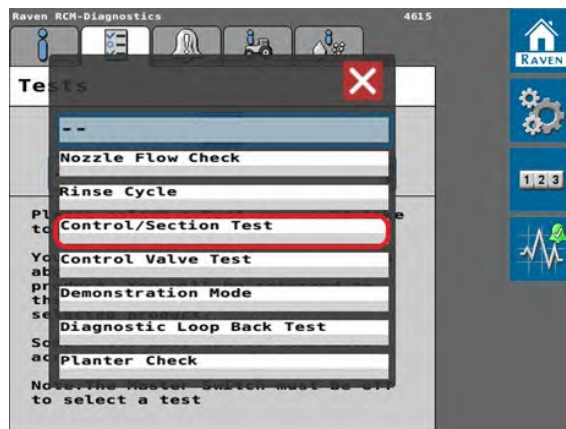 Raven RCM-Diagnostics 4615
Tests
--
Nozzle Flow Check
Rinse Cycle
Control/Section Test
Control Valve Test
Demonstration Mode
Diagnostic Loop Back Test
Planter Check
Note:The Master Switch must be off
to select a test
RAVEN
1 2 3